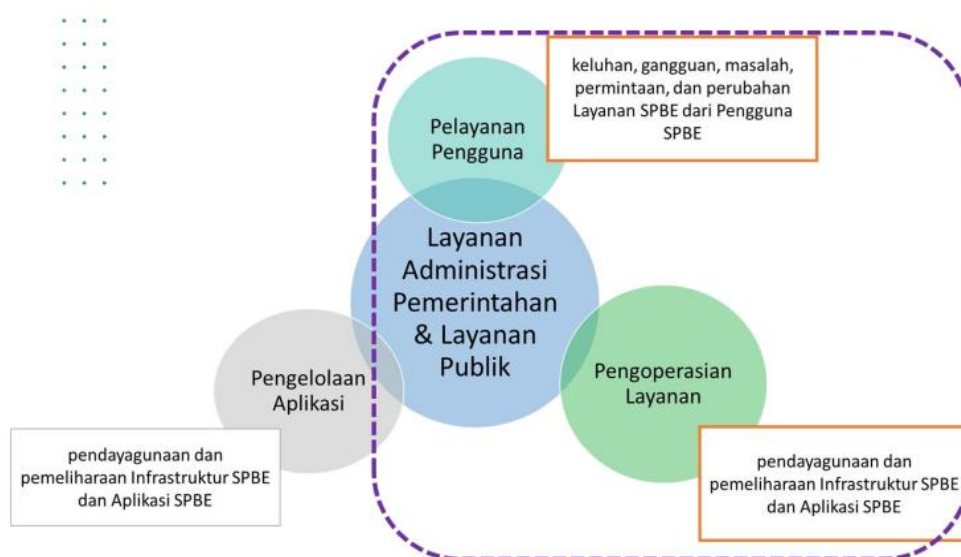 keluhan, gangguan, masalah,
permintaan, dan perubahan
Layanan SPBE dari Pengguna
SPBE
Pelayanan
Pengguna
Layanan
Administrasi
Pemerintahan
& Layanan
Publik
Pengelolaan
Aplikasi
Pengoperasian
Layanan
pendayagunaan dan
pemeliharaan Infrastruktur SPBE
dan Aplikasi SPBE
pendayagunaan dan
pemeliharaan Infrastruktur SPBE
dan Aplikasi SPBE